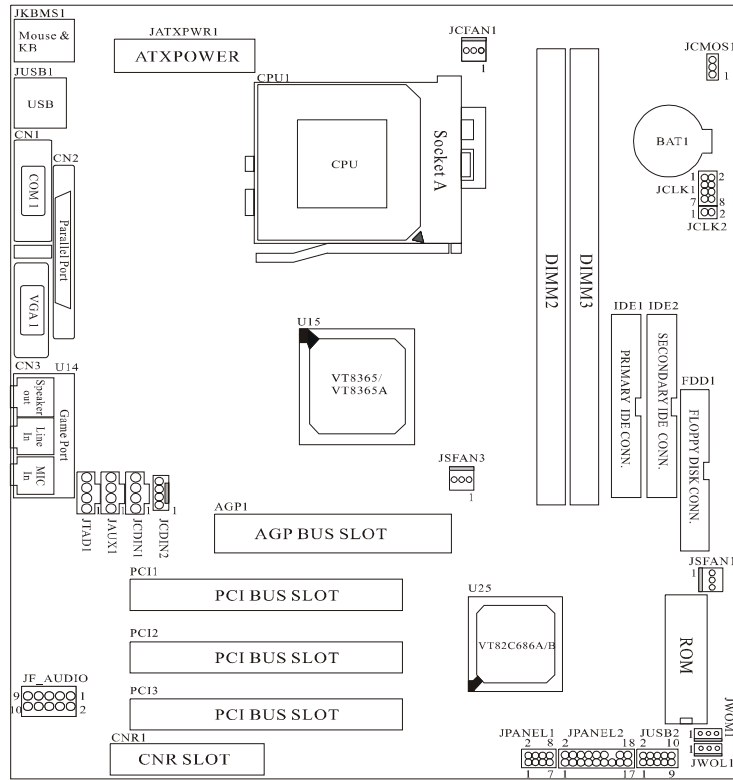 JKBMS1
Mouse &
KB
JATXPWR1
ATXPOWER
JCFAN1
1
JCMOS1
1
JUSB1
USB
CPU1
CPU
Socket A
BAT1
CN1
COM1
CN2
Parallel Port
VGA1
1 2
JCLK1
7 8
1 2
JCLK2
DIMM2
DIMM3
IDE1
PRIMARY IDE CONN.
IDE2
SECONDARY IDE CONN.
FDD1
FLOPPY DISK CONN.
U15
VT8365/
VT8365A
CN3
U14
Speaker
out
Line
In
MIC
In
Game Port
JSFAN3
1
1
JTAD1
1
JAUX1
1
JCDIN1
1
JCDIN2
AGP1
AGP BUS SLOT
JSFAN1
1
PCI1
PCI BUS SLOT
U25
VT82C686A/B
ROM
PCI2
PCI BUS SLOT
JF_AUDIO
9 1
10 2
PCI3
PCI BUS SLOT
CNR1
CNR SLOT
JPANEL1
2 8
1 7
JPANEL2
2 18
1 17
JUSB2
2 10
1 9
JWOM1
1
1
JWOL1